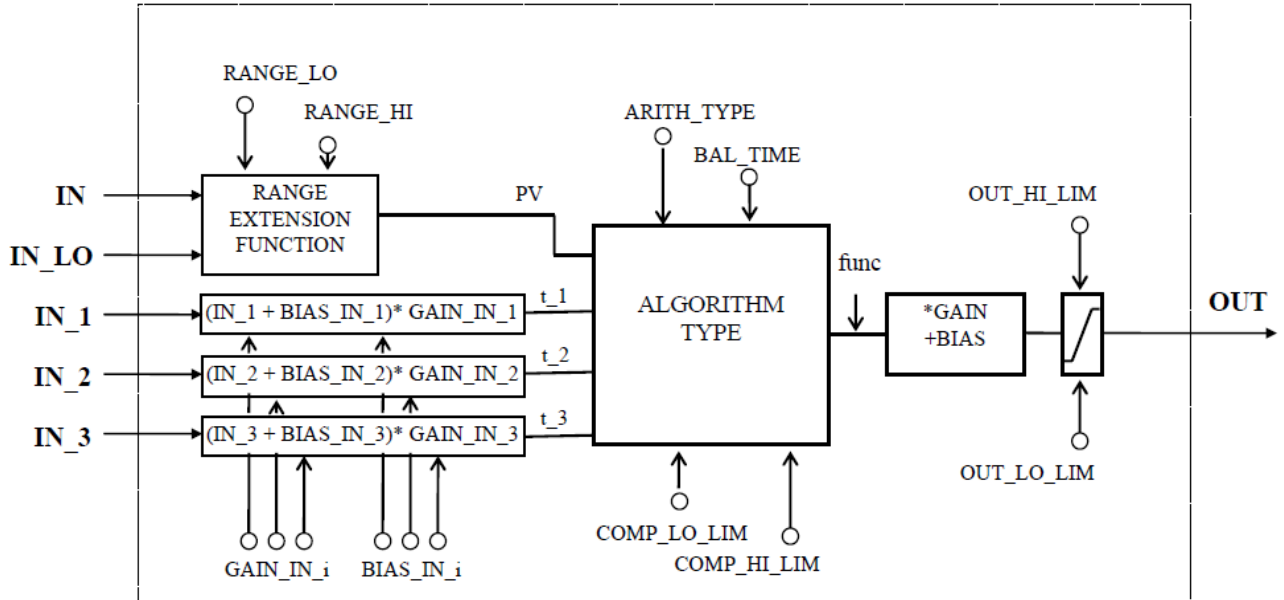 RANGE_LO
RANGE_HI
ARITH_TYPE
BAL_TIME
IN
RANGE
EXTENSION
FUNCTION
PV
OUT_HI_LIM
IN_LO
func
IN_1
(IN_1 + BIAS_IN_1)* GAIN_IN_1
t_1
ALGORITHM
TYPE
*GAIN
+BIAS
OUT
IN_2
(IN_2 + BIAS_IN_2)* GAIN_IN_2
t_2
IN_3
(IN_3 + BIAS_IN_3)* GAIN_IN_3
t_3
OUT_LO_LIM
COMP_LO_LIM
COMP_HI_LIM
GAIN_IN_i
BIAS_IN_i